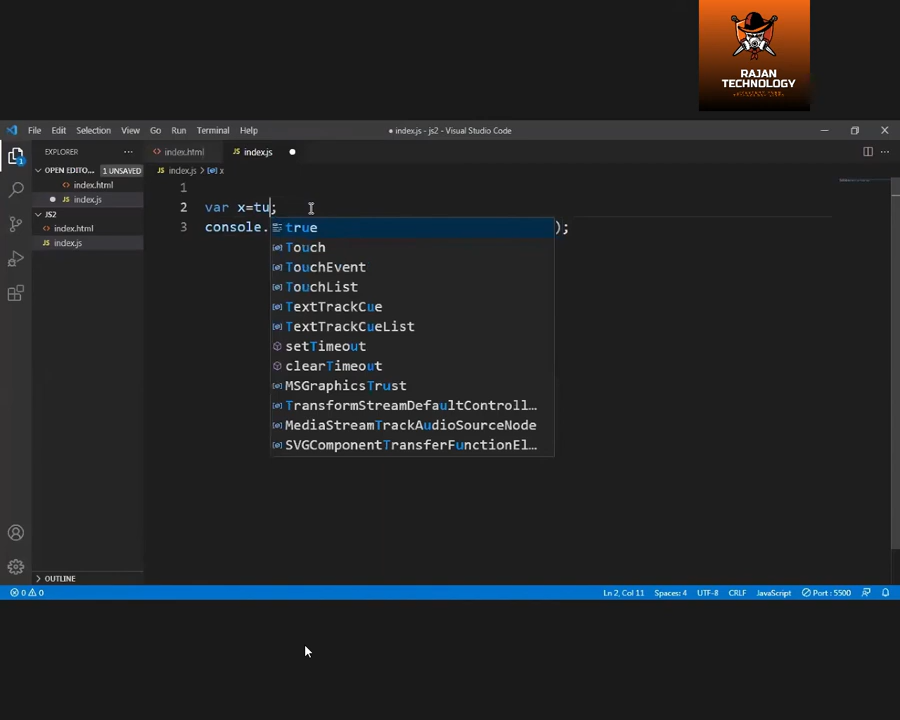 RAJAN
TECHNOLOGY
File Edit Selection View Go Run Terminal Help
● index.js - js2 - Visual Studio Code
EXPLORER
index.html
index.js
OPEN EDITO... 1 UNSAVED
index.js > x
index.html
index.js
JS2
index.html
index.js
1
2 var x=tu;
3 console. );
true
Touch
TouchEvent
TouchList
TextTrackCue
TextTrackCueList
setTimeout
clearTimeout
MSGraphicsTrust
TransformStreamDefaultControll…
MediaStreamTrackAudioSourceNode
SVGComponentTransferFunctionEl…
OUTLINE
0 0 Ln 2, Col 11 Spaces: 4 UTF-8 CRLF JavaScript Port : 5500